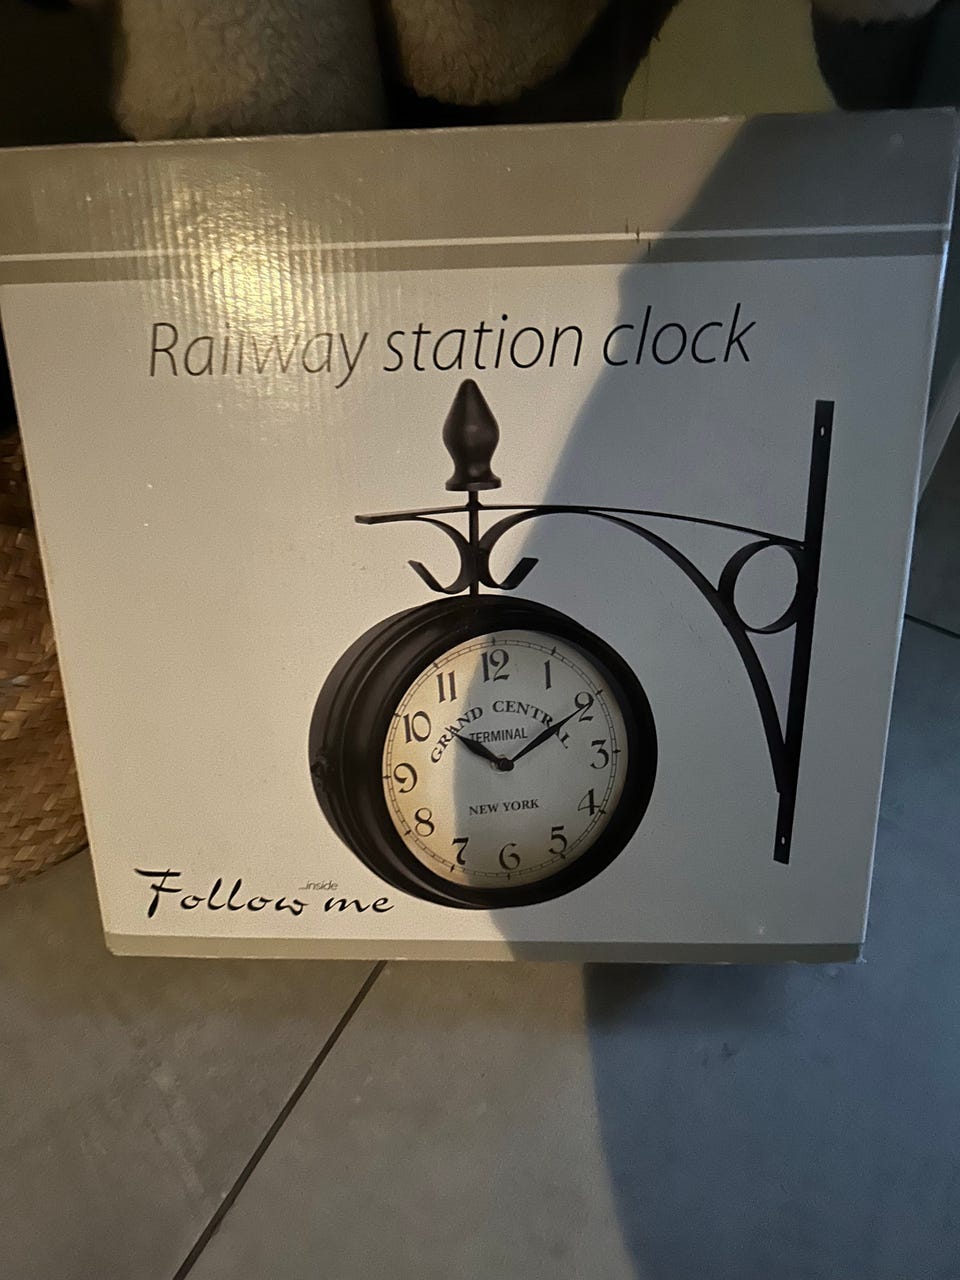 Railway station clock
12
11
1
10
2
GRAND CENTRAL
TERMINAL
9
3
NEW YORK
8
4
7
5
6
...inside
Follow me